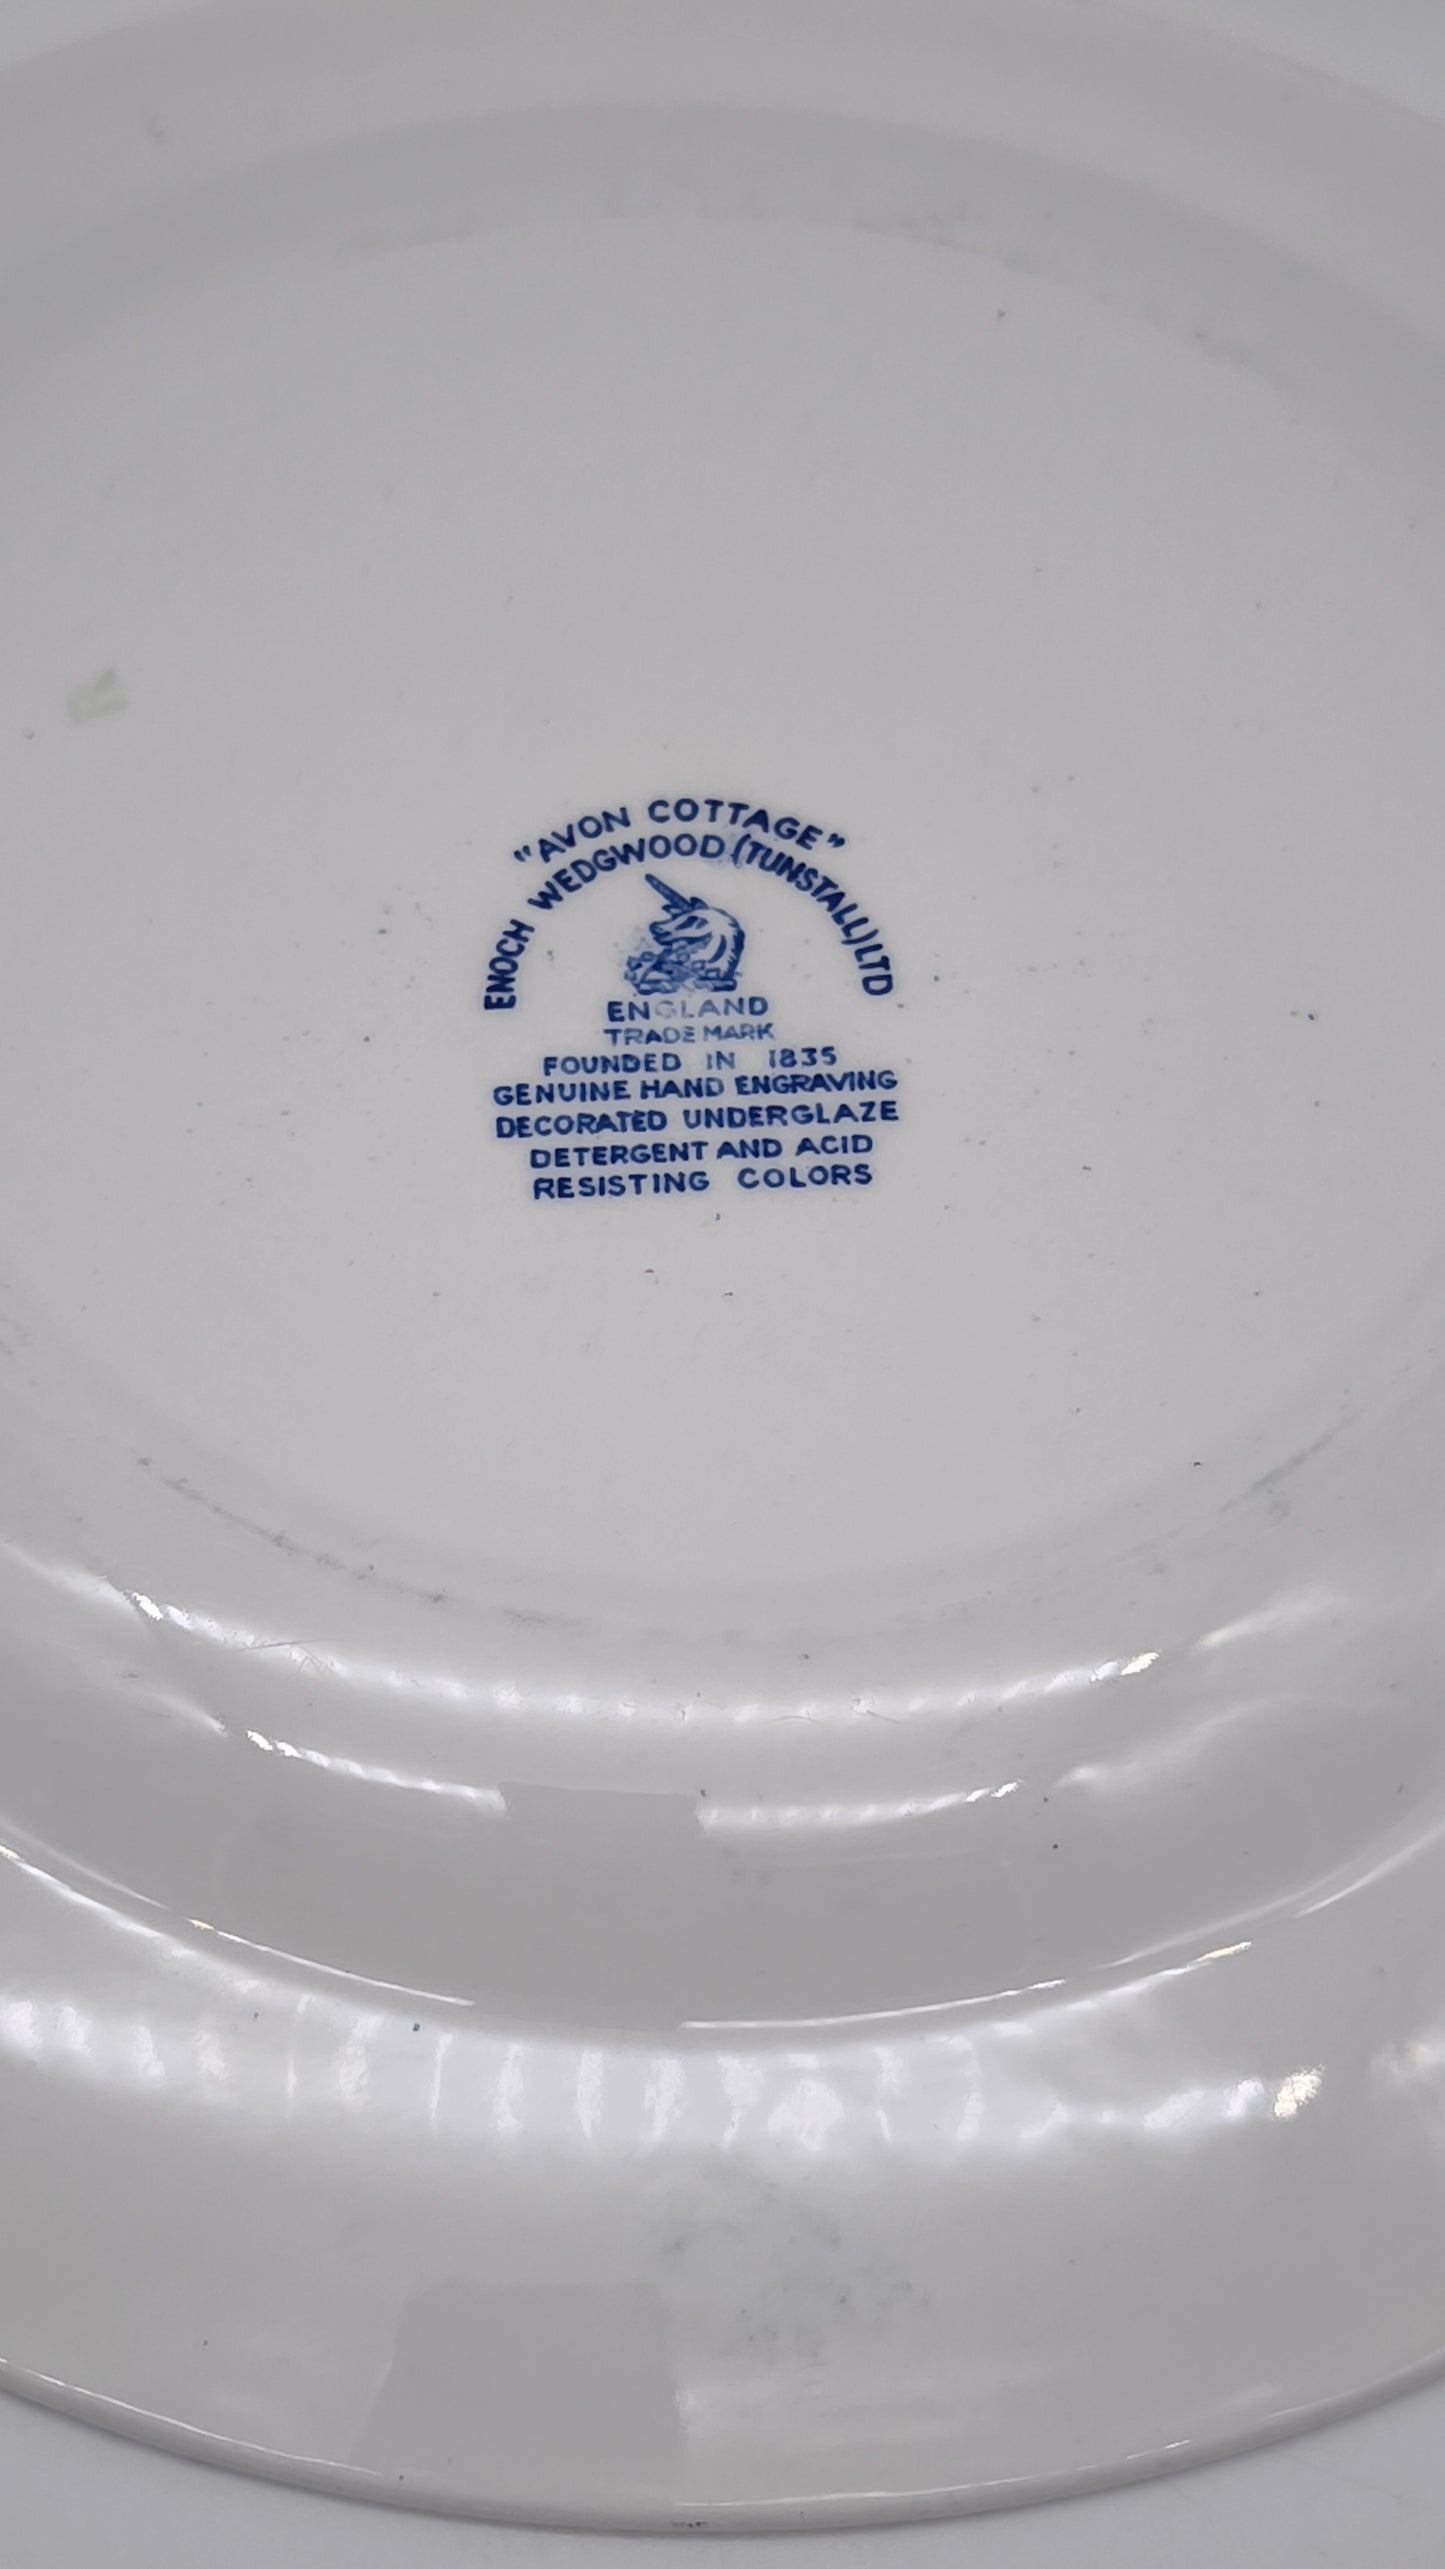 "AVON COTTAGE"
ENOCH WEDGWOOD (TUNSTALL) LTD
ENGLAND
TRADE MARK
FOUNDED IN 1835
GENUINE HAND ENGRAVING
DECORATED UNDERGLAZE
DETERGENT AND ACID
RESISTING COLORS